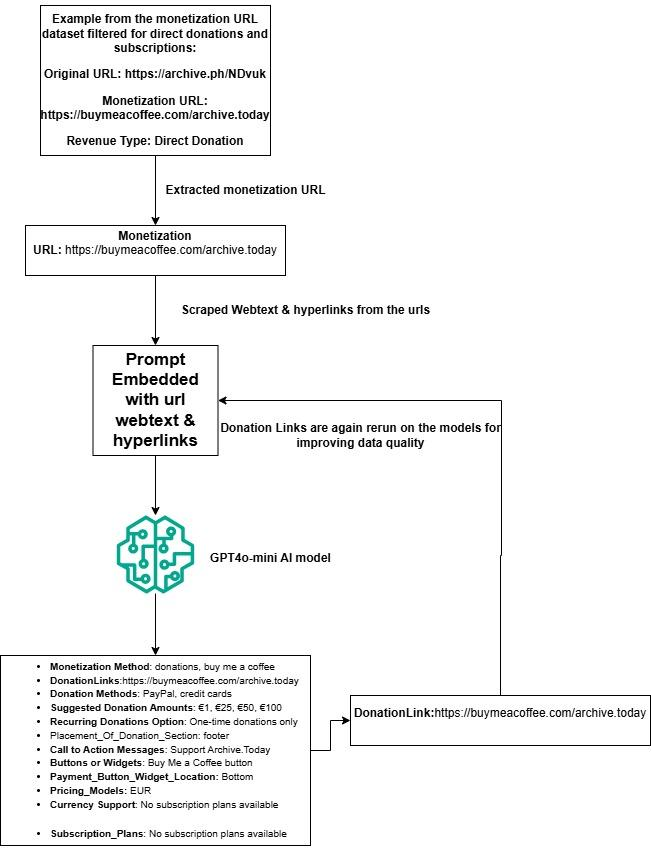 Example from the monetization URL
dataset filtered for direct donations and
subscriptions:
Original URL: https://archive.ph/NDvuk
Monetization URL:
https://buymeacoffee.com/archive.today
Revenue Type: Direct Donation
Extracted monetization URL
Monetization
URL: https://buymeacoffee.com/archive.today
Scraped Webtext & hyperlinks from the urls
Prompt
Embedded
with url
webtext &
hyperlinks
Donation Links are again rerun on the models for
improving data quality
GPT4o-mini AI model
• Monetization Method: donations, buy me a coffee
• DonationLinks:https://buymeacoffee.com/archive.today
• Donation Methods: PayPal, credit cards
• Suggested Donation Amounts: €1, €25, €50, €100
• Recurring Donations Option: One-time donations only
• Placement_Of_Donation_Section: footer
• Call to Action Messages: Support Archive.Today
• Buttons or Widgets: Buy Me a Coffee button
• Payment_Button_Widget_Location: Bottom
• Pricing_Models: EUR
• Currency Support: No subscription plans available
• Subscription_Plans: No subscription plans available
DonationLink:https://buymeacoffee.com/archive.today